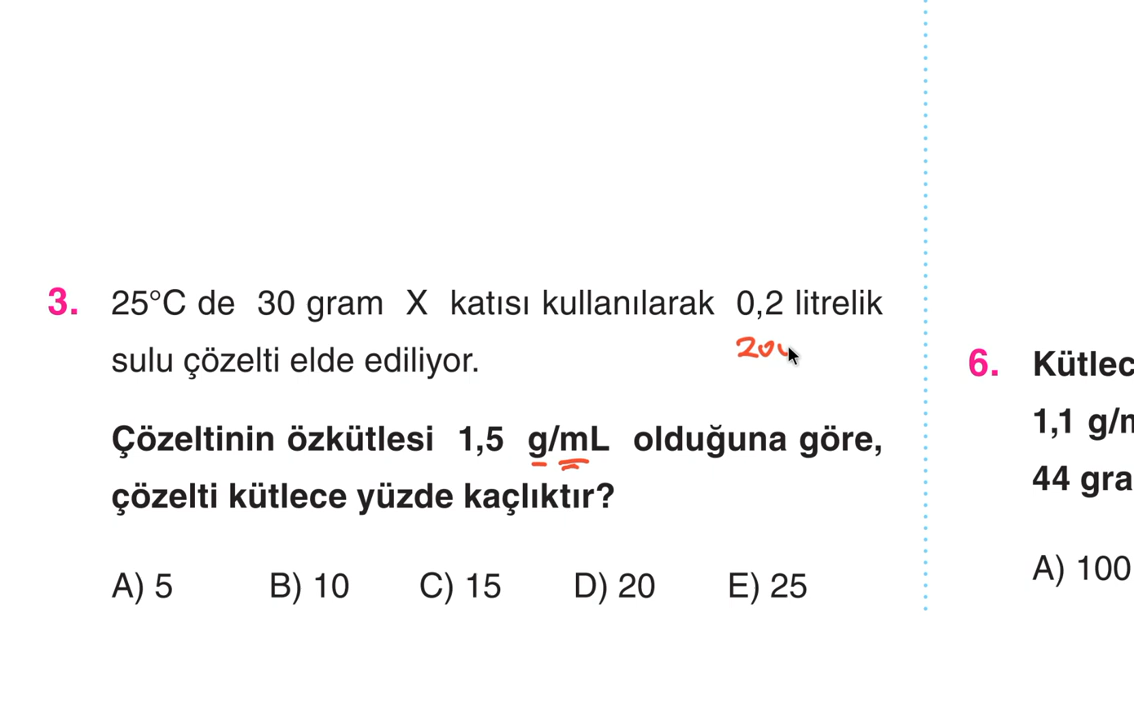 3. 25°C de 30 gram X katısı kullanılarak 0,2 litrelik
sulu çözelti elde ediliyor.
Çözeltinin özkütlesi 1,5 g/mL olduğuna göre,
çözelti kütlece yüzde kaçlıktır?
A) 5 B) 10 C) 15 D) 20 E) 25
6. Kütlec
1,1 g/m
44 gra
A) 100